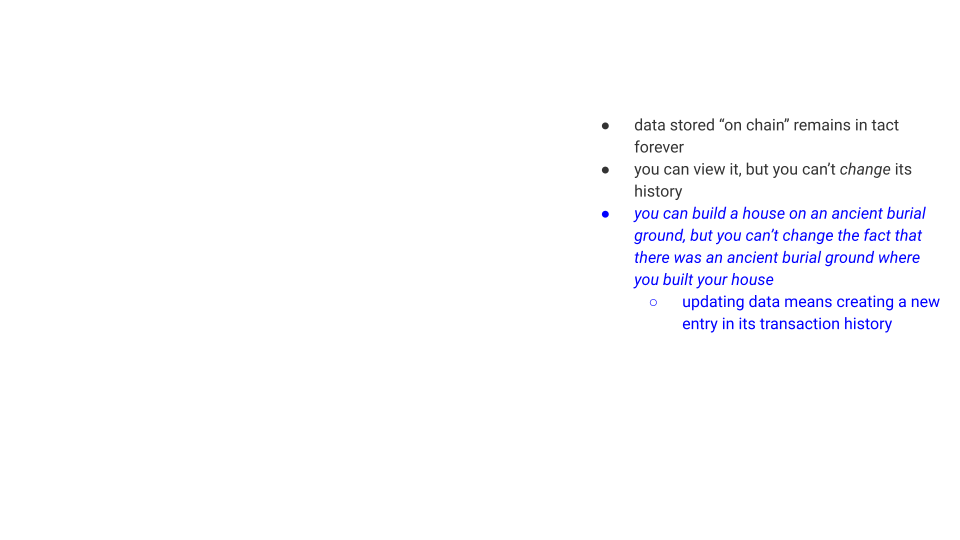 ● data stored “on chain” remains in tact
forever
● you can view it, but you can’t change its
history
● you can build a house on an ancient burial
ground, but you can’t change the fact that
there was an ancient burial ground where
you built your house
○ updating data means creating a new
entry in its transaction history